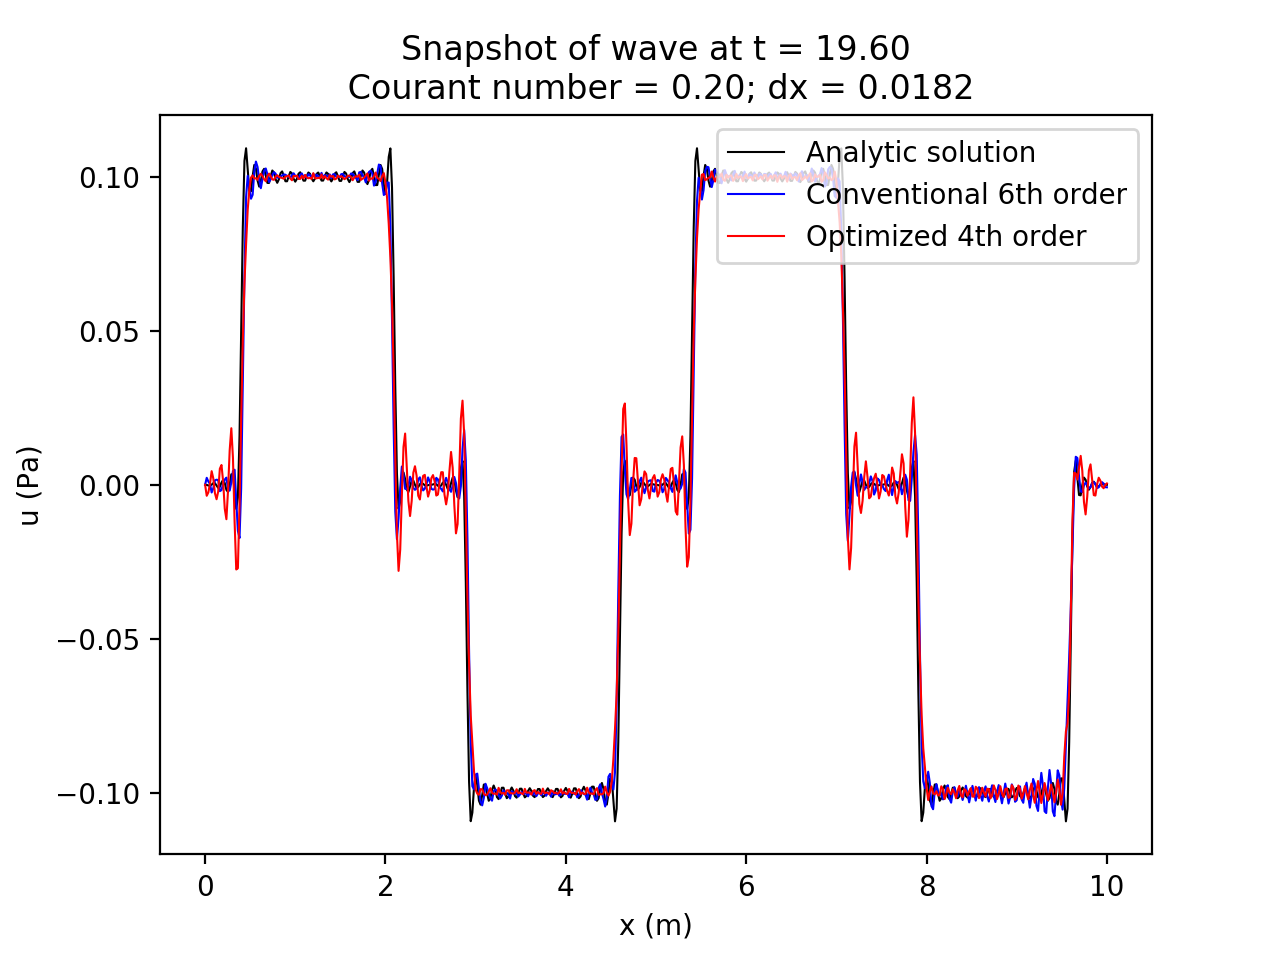 Snapshot of wave at t = 19.60
Courant number = 0.20; dx = 0.0182
Analytic solution
Conventional 6th order
Optimized 4th order
u (Pa)
0.10
0.05
0.00
−0.05
−0.10
0 2 4 6 8 10
x (m)